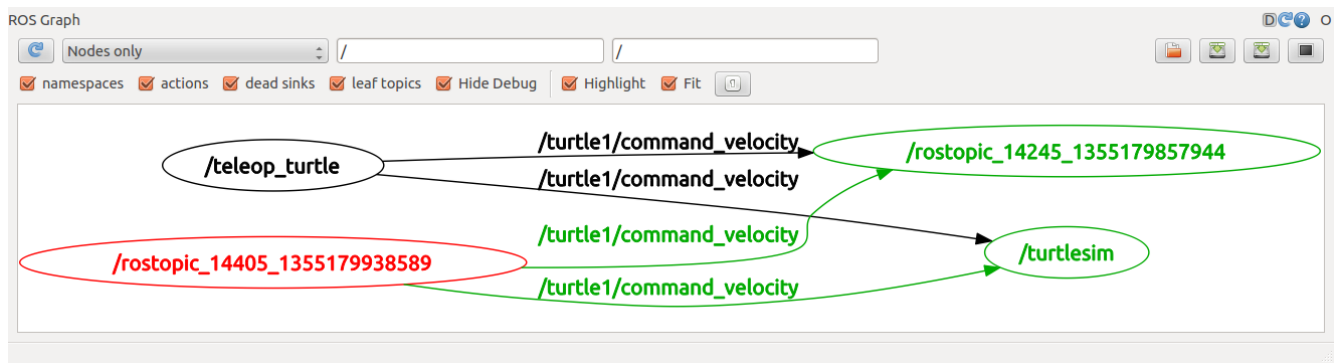 ROS Graph
D O
Nodes only / /
namespaces actions dead sinks leaf topics Hide Debug Highlight Fit
/turtle1/command_velocity
/rostopic_14245_1355179857944
/teleop_turtle
/turtle1/command_velocity
/turtle1/command_velocity
/turtlesim
/rostopic_14405_1355179938589
/turtle1/command_velocity